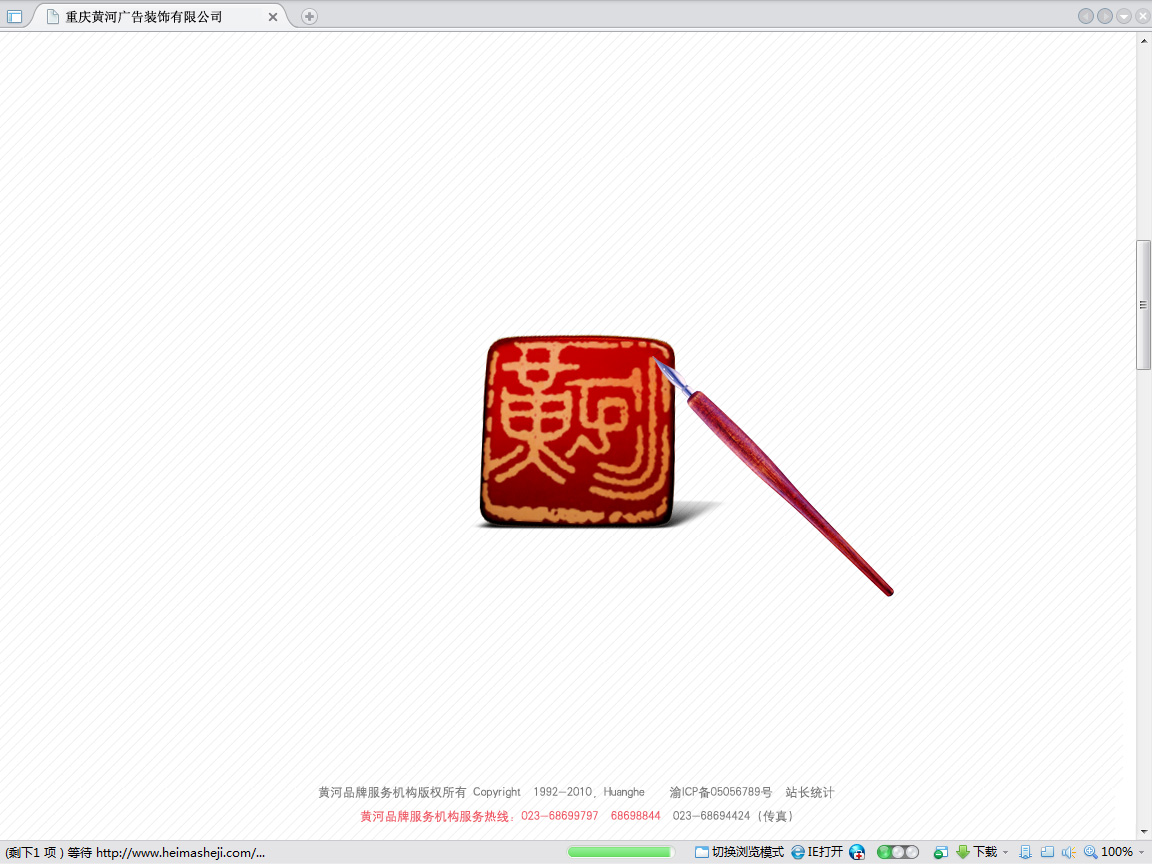 重庆黄河广告装饰有限公司
黄河
黄河品牌服务机构版权所有 Copyright 1992-2010、Huanghe 渝ICP备05056789号 站长统计
黄河品牌服务机构服务热线：023-68699797 68698844 023-68694424（传真）
(剩下1 项 ) 等待 http://www.heimasheji.com/... 切换浏览模式 IE打开 下载 100%